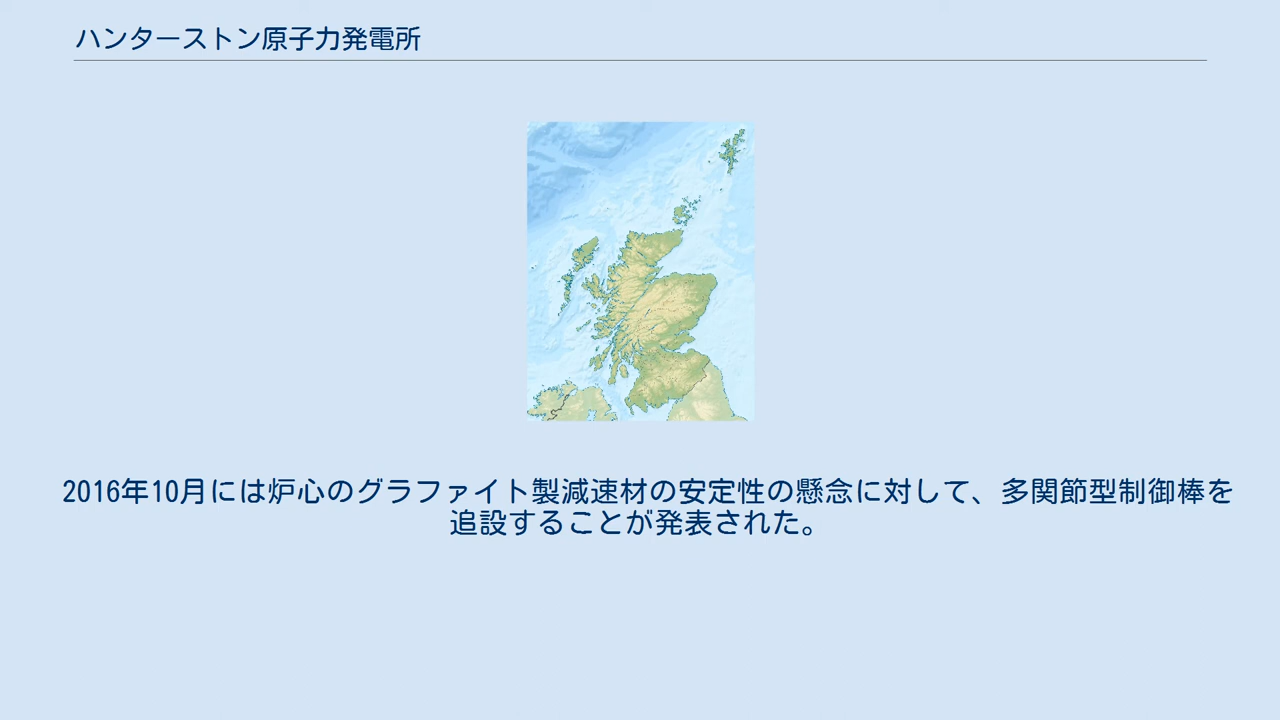 ハンターストン原子力発電所
2016年10月には炉心のグラファイト製減速材の安定性の懸念に対して、多関節型制御棒を
追設することが発表された。